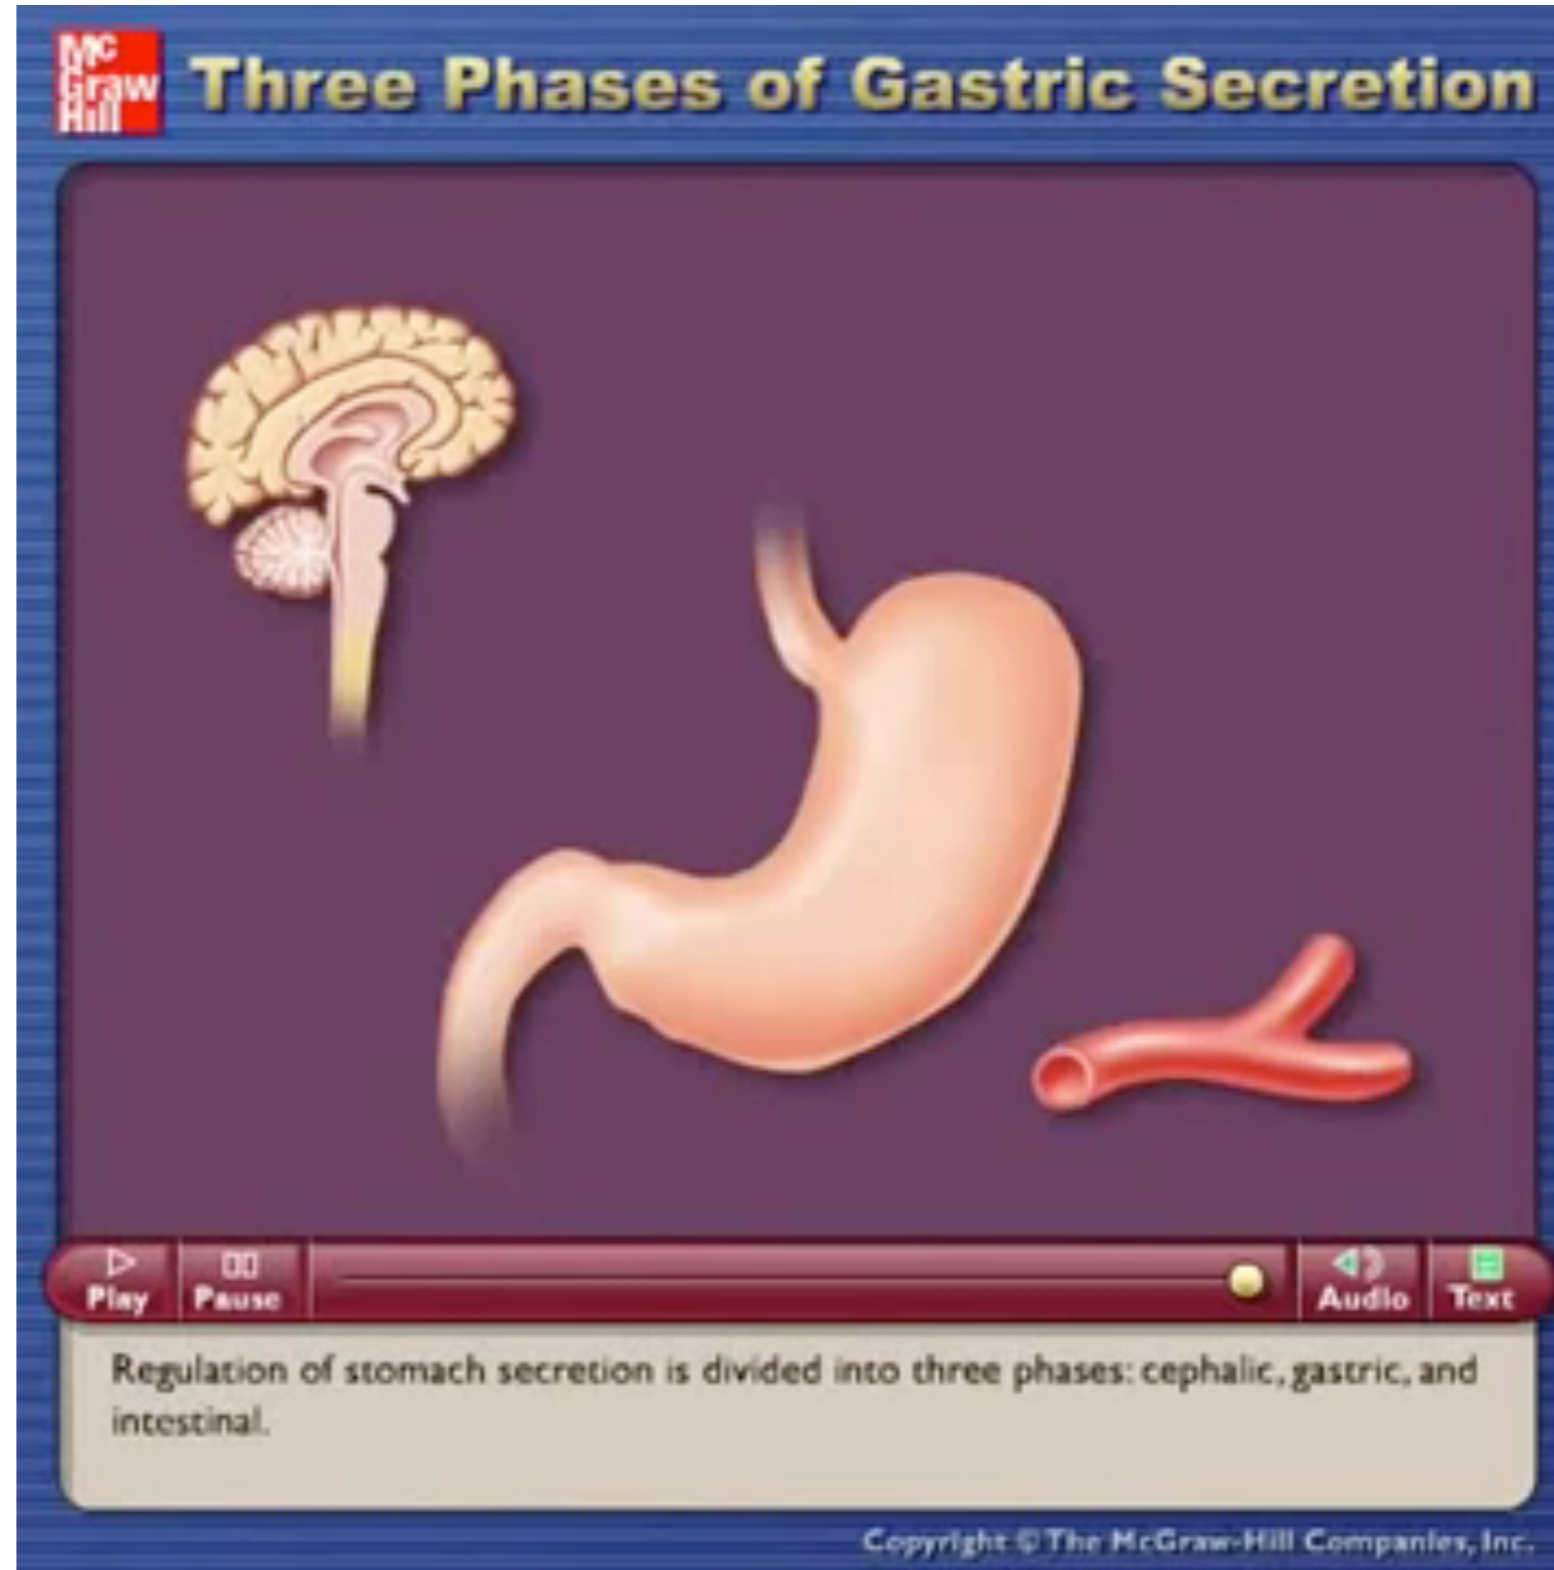 Mc
Graw
Hill
Three Phases of Gastric Secretion
Play
Pause
Audio
Text
Regulation of stomach secretion is divided into three phases: cephalic, gastric, and
intestinal.
Copyright © The McGraw-Hill Companies, Inc.